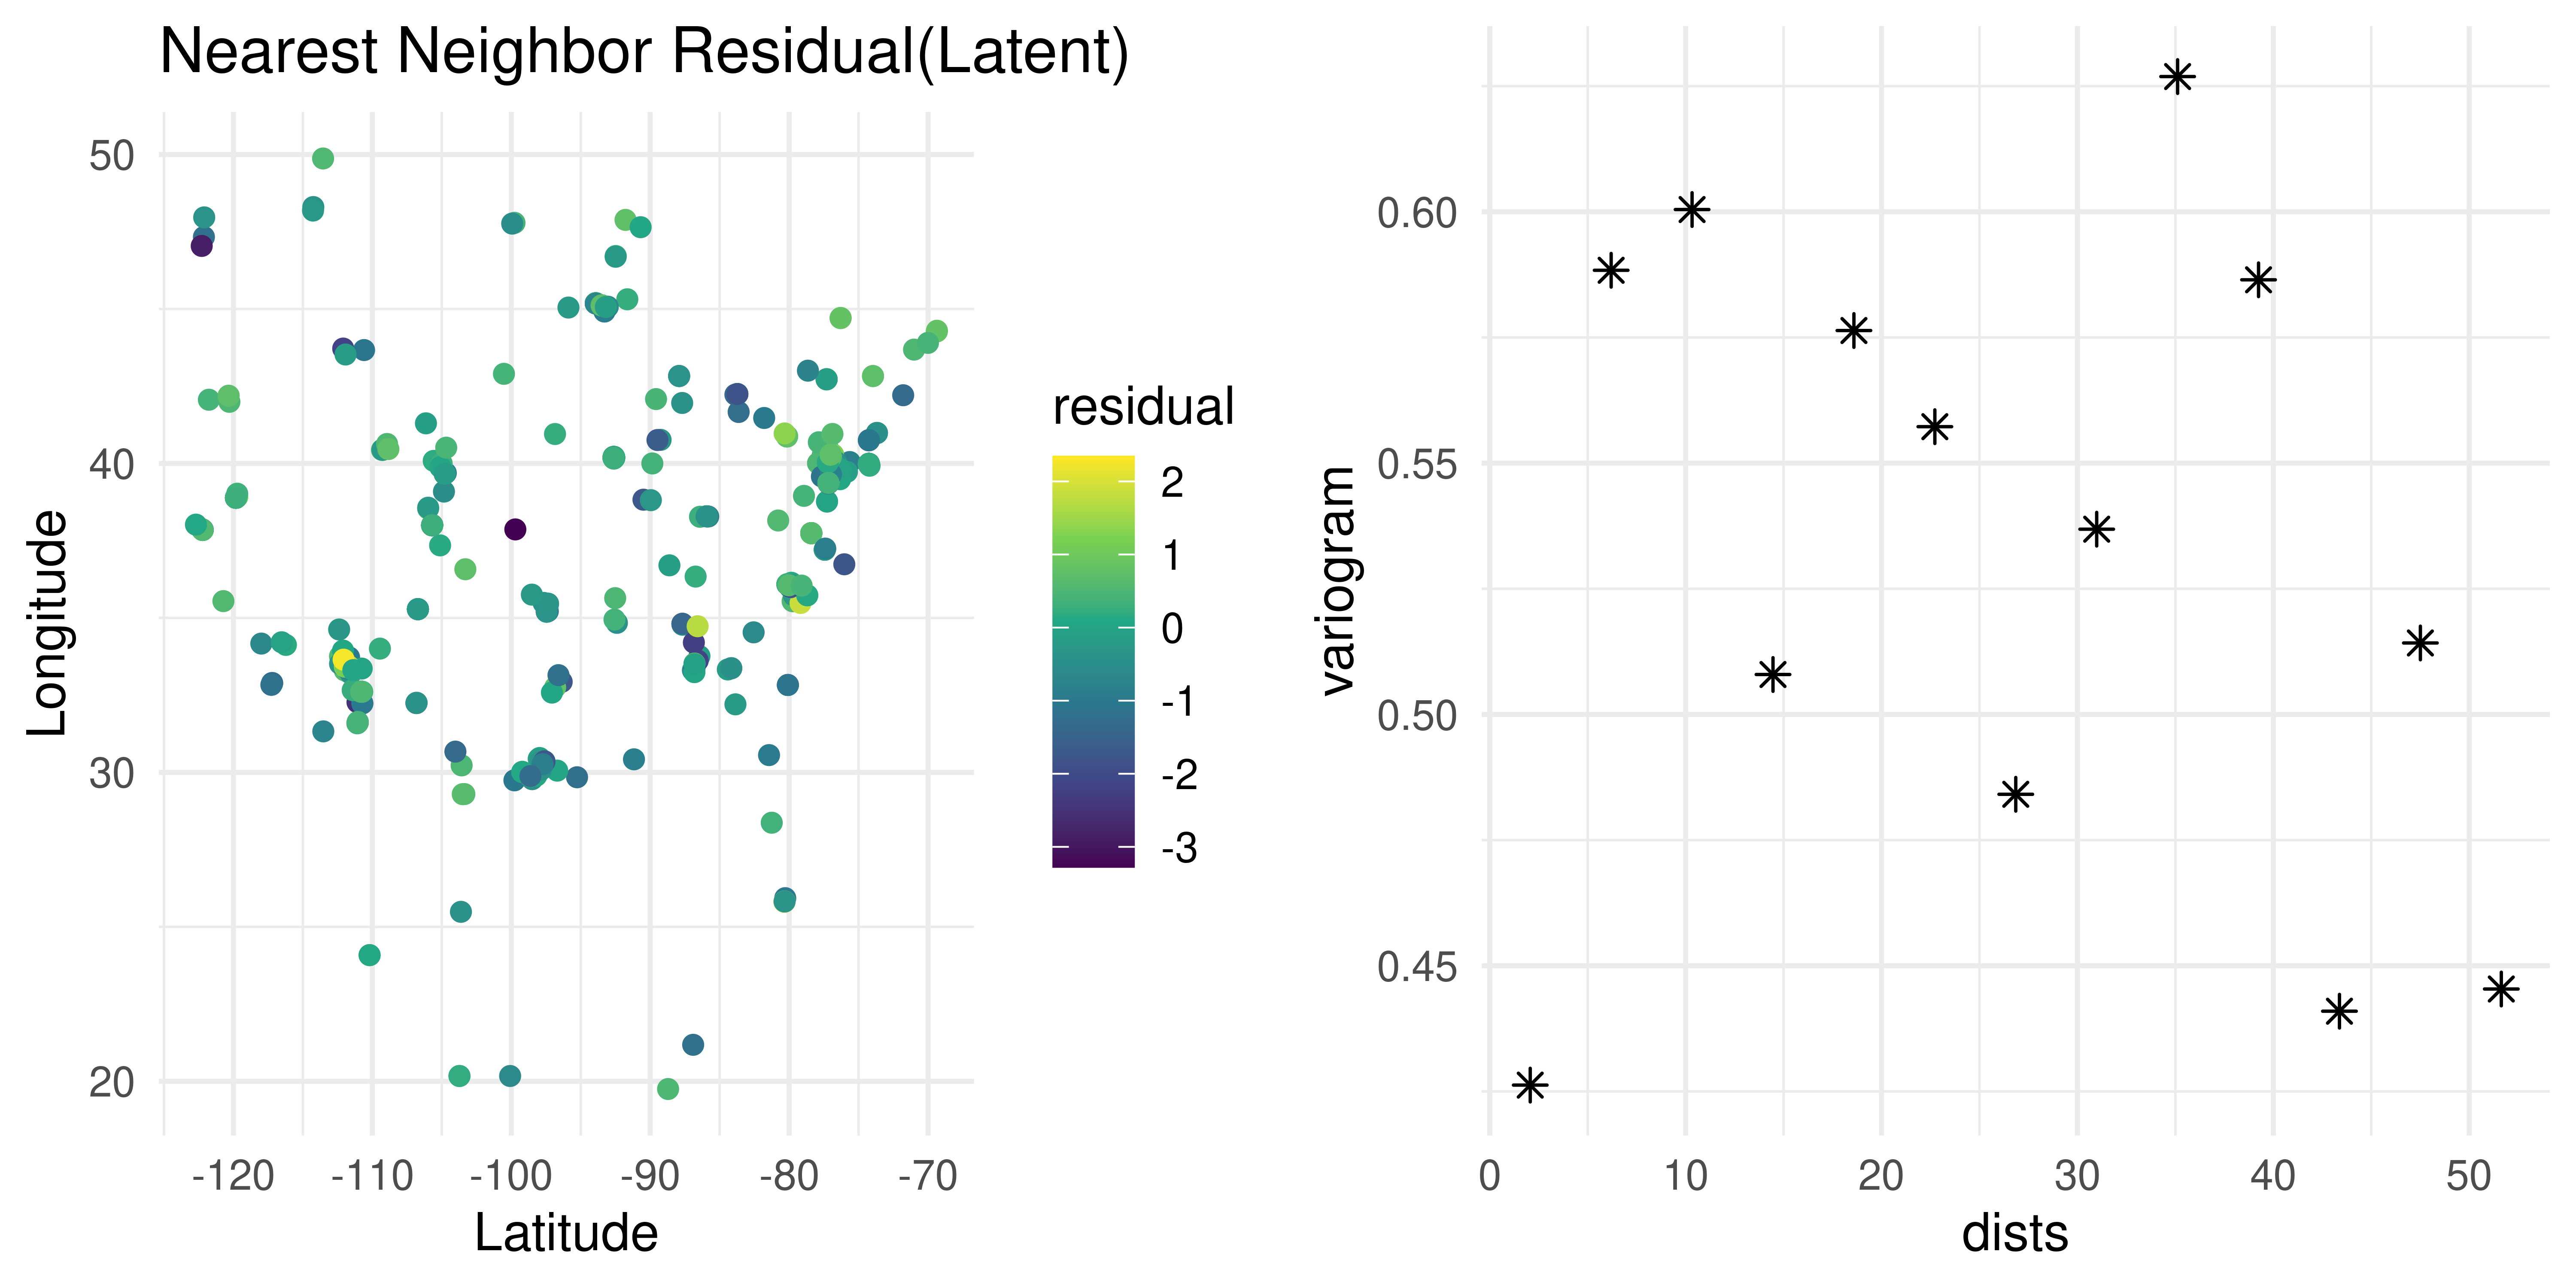 Nearest Neighbor Residual(Latent)
50
40
30
20
Longitude
-120 -110 -100 -90 -80 -70
Latitude
residual
2
1
0
-1
-2
-3
0.60
0.55
0.50
0.45
variogram
0 10 20 30 40 50
dists